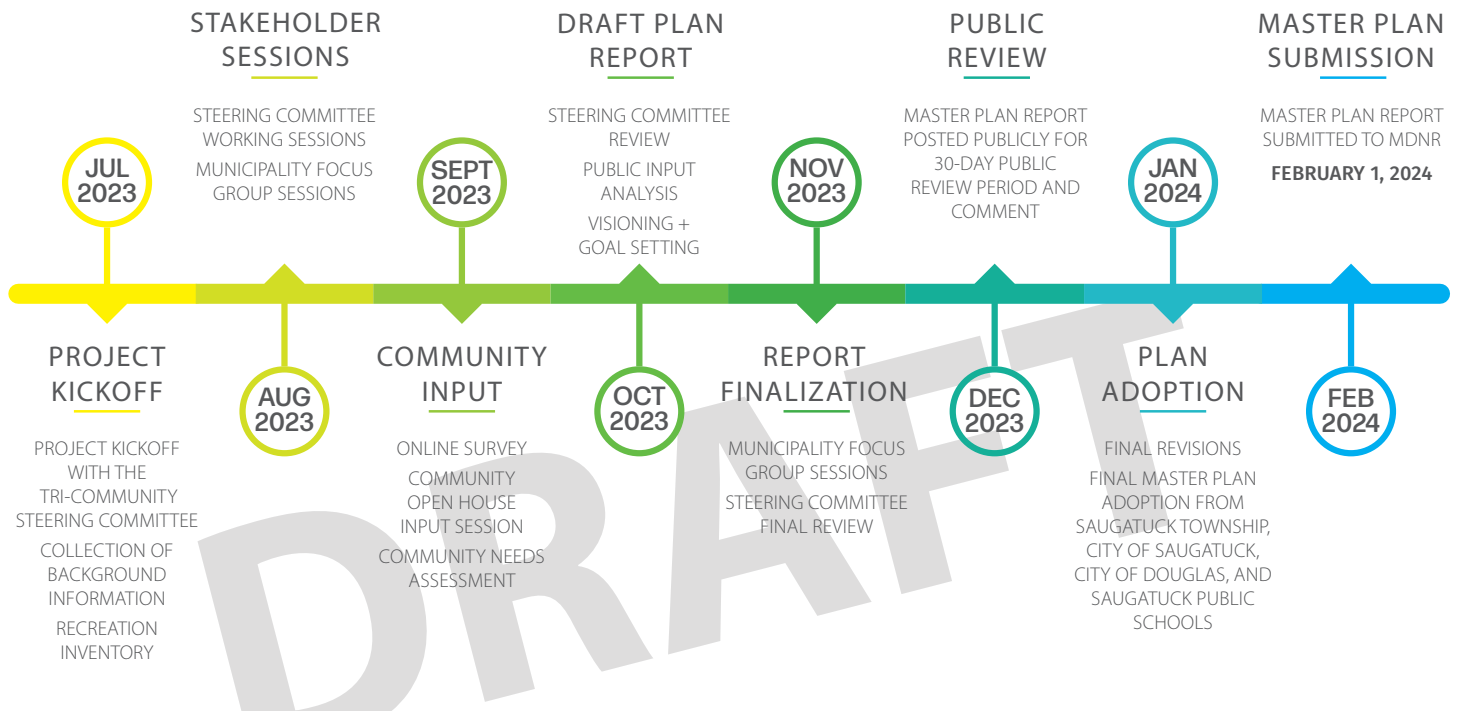 JUL
2023
PROJECT
KICKOFF
PROJECT KICKOFF
WITH THE
TRI-COMMUNITY
STEERING COMMITTEE
COLLECTION OF
BACKGROUND
INFORMATION
RECREATION
INVENTORY
STAKEHOLDER
SESSIONS
STEERING COMMITTEE
WORKING SESSIONS
MUNICIPALITY FOCUS
GROUP SESSIONS
AUG
2023
SEPT
2023
COMMUNITY
INPUT
ONLINE SURVEY
COMMUNITY
OPEN HOUSE
INPUT SESSION
COMMUNITY NEEDS
ASSESSMENT
DRAFT PLAN
REPORT
STEERING COMMITTEE
REVIEW
PUBLIC INPUT
ANALYSIS
VISIONING +
GOAL SETTING
OCT
2023
NOV
2023
REPORT
FINALIZATION
MUNICIPALITY FOCUS
GROUP SESSIONS
STEERING COMMITTEE
FINAL REVIEW
PUBLIC
REVIEW
MASTER PLAN REPORT
POSTED PUBLICLY FOR
30-DAY PUBLIC
REVIEW PERIOD AND
COMMENT
DEC
2023
JAN
2024
PLAN
ADOPTION
FINAL REVISIONS
FINAL MASTER PLAN
ADOPTION FROM
SAUGATUCK TOWNSHIP,
CITY OF SAUGATUCK,
CITY OF DOUGLAS, AND
SAUGATUCK PUBLIC
SCHOOLS
MASTER PLAN
SUBMISSION
MASTER PLAN REPORT
SUBMITTED TO MDNR
FEBRUARY 1, 2024
FEB
2024
DRAFT